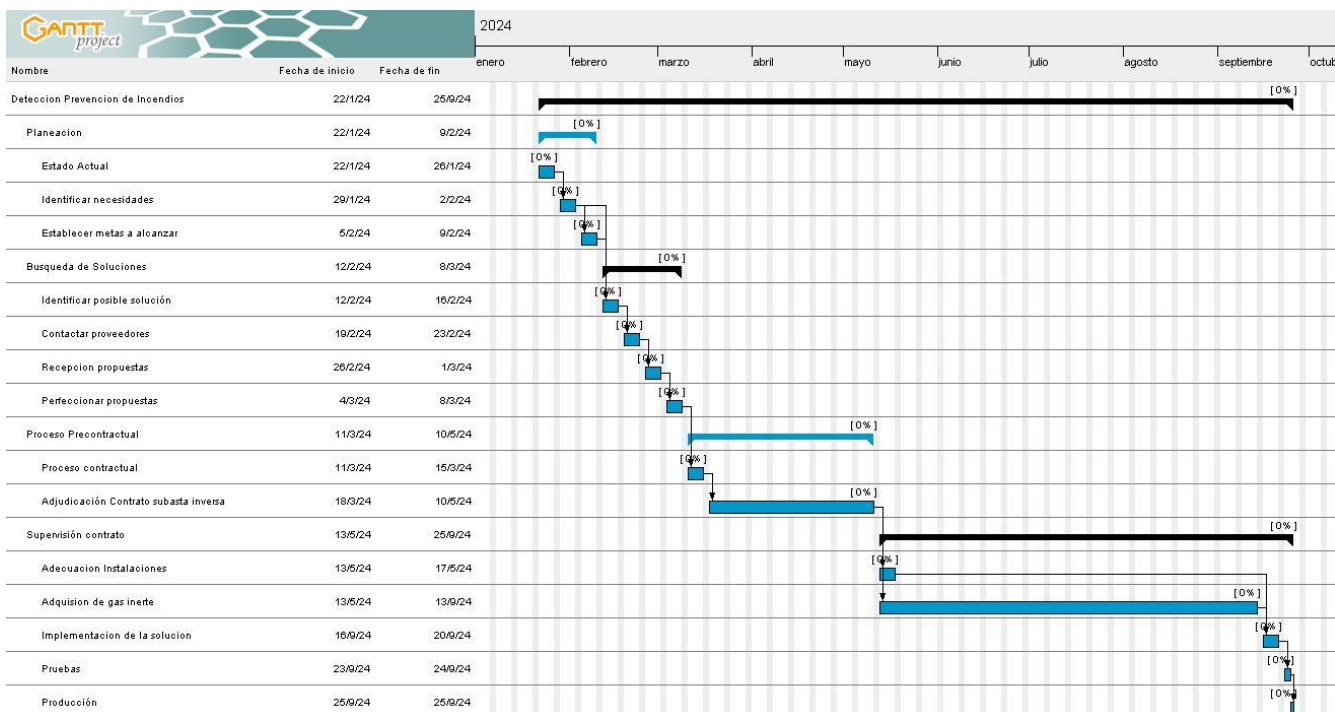 GANTT project
2024
enero febrero marzo abril mayo junio julio agosto septiembre octub
Nombre Fecha de inicio Fecha de fin
Deteccion Prevencion de Incendios 22/1/24 25/9/24 [0%]
Planeacion 22/1/24 9/2/24 [0%]
Estado Actual 22/1/24 26/1/24 [0%]
Identificar necesidades 29/1/24 2/2/24 [0%]
Establecer metas a alcanzar 5/2/24 9/2/24 [0%]
Busqueda de Soluciones 12/2/24 8/3/24 [0%]
Identificar posible solución 12/2/24 16/2/24 [0%]
Contactar proveedores 19/2/24 23/2/24 [0%]
Recepcion propuestas 26/2/24 1/3/24 [0%]
Perfeccionar propuestas 4/3/24 8/3/24 [0%]
Proceso Precontractual 11/3/24 10/5/24 [0%]
Proceso contractual 11/3/24 15/3/24 [0%]
Adjudicación Contrato subasta inversa 18/3/24 10/5/24 [0%]
Supervisión contrato 13/5/24 25/9/24 [0%]
Adecuacion Instalaciones 13/5/24 17/5/24 [0%]
Adquision de gas inerte 13/5/24 13/9/24 [0%]
Implementacion de la solucion 16/9/24 20/9/24 [0%]
Pruebas 23/9/24 24/9/24 [0%]
Producción 25/9/24 25/9/24 [0%]